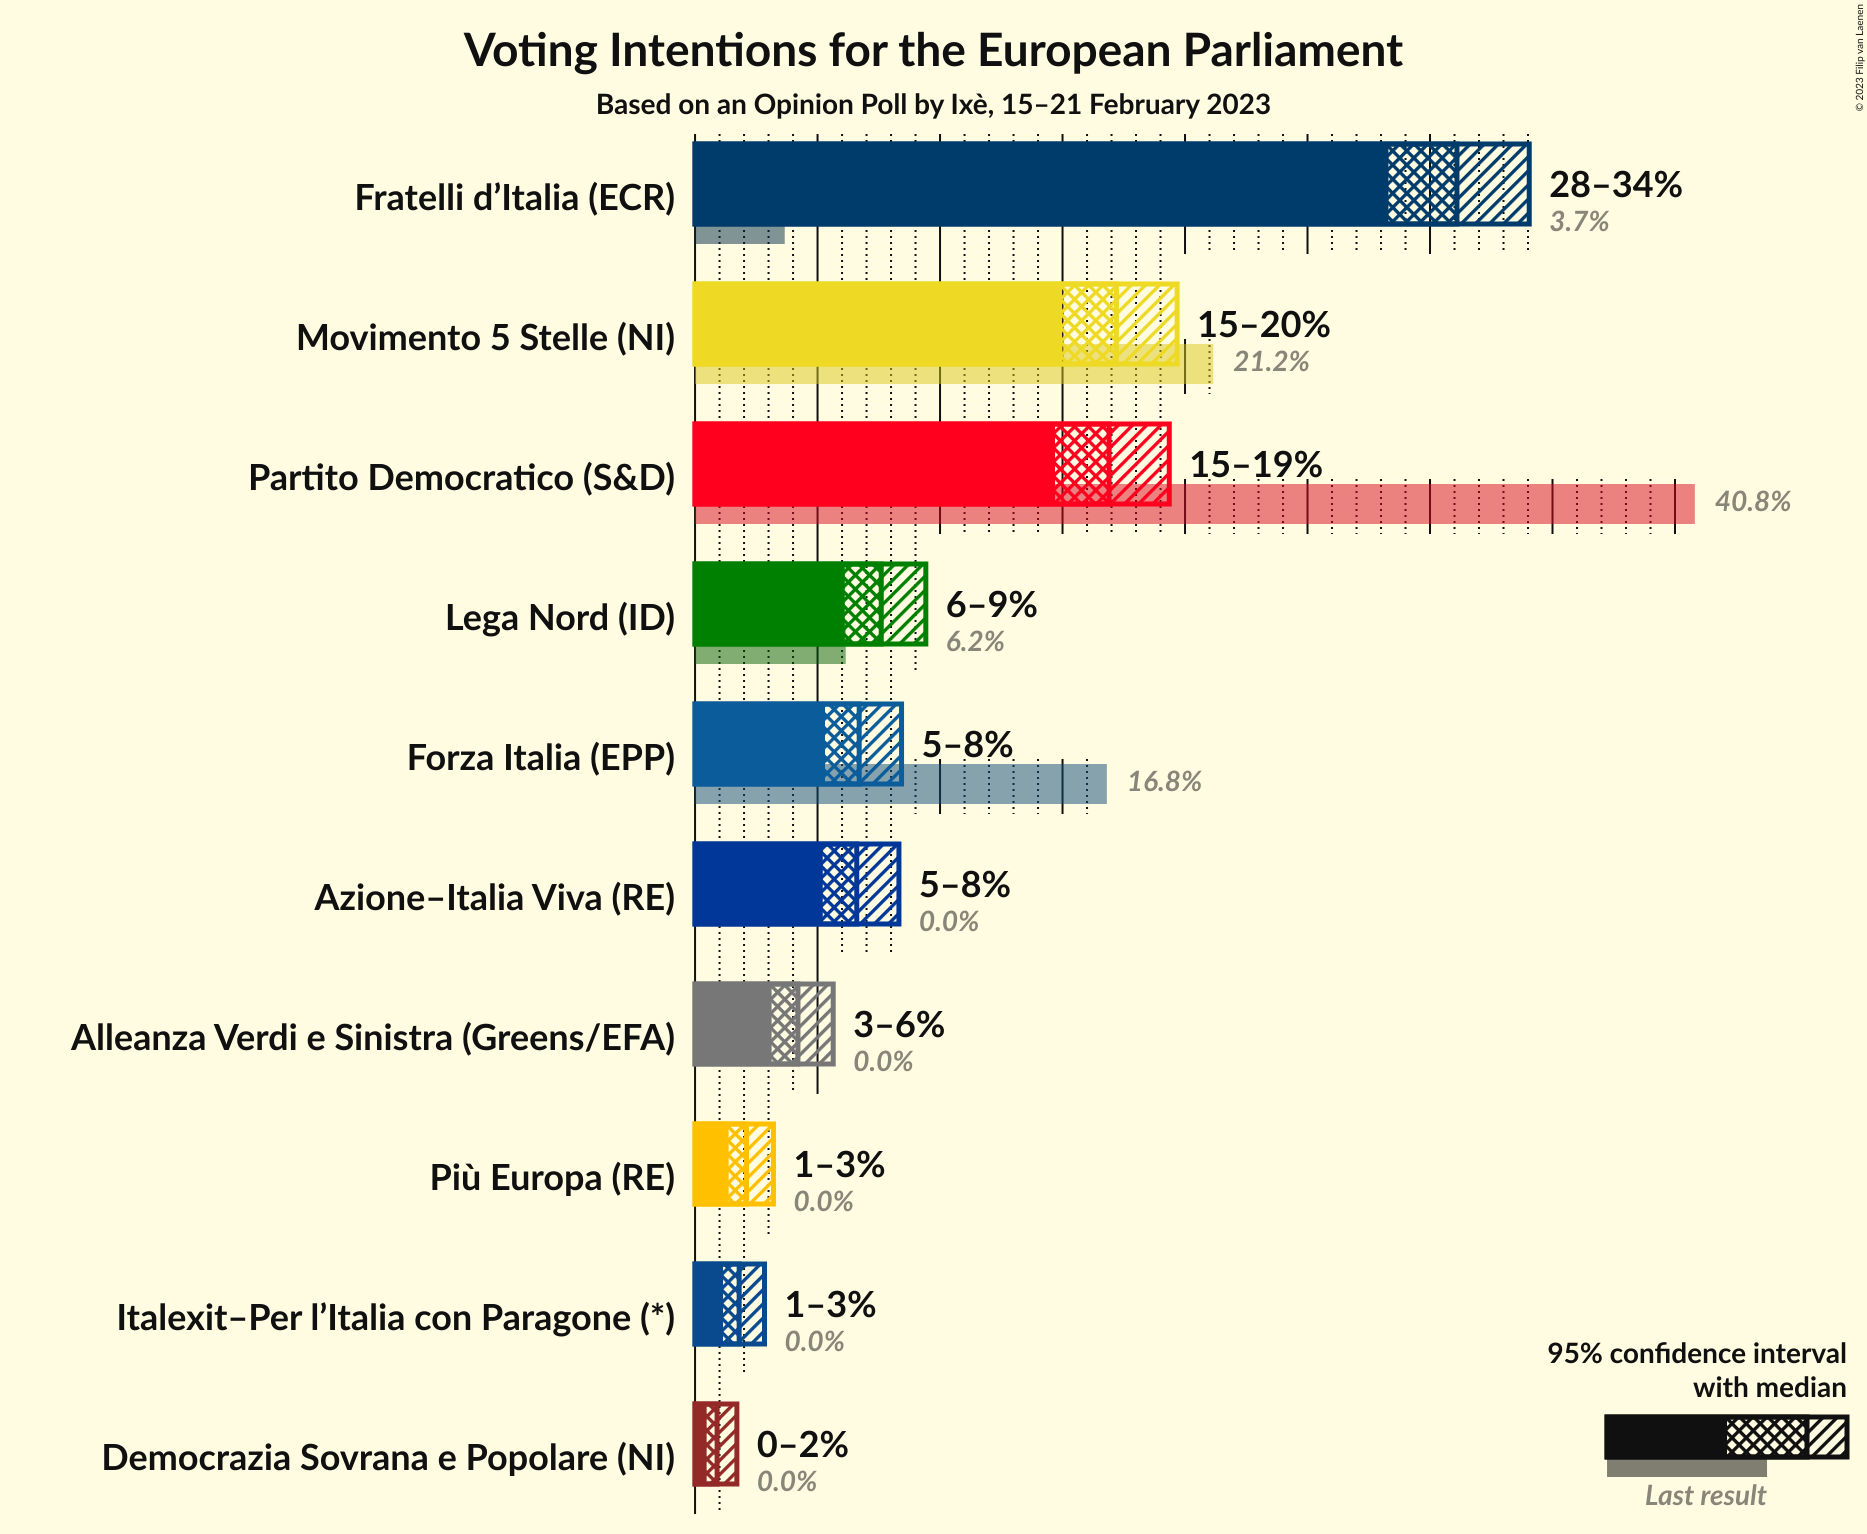 Voting Intentions for the European Parliament
Based on an Opinion Poll by Ixè, 15–21 February 2023
© 2023 Filip van Laenen
Fratelli d’Italia (ECR)
28–34%
3.7%
Movimento 5 Stelle (NI)
15–20%
21.2%
Partito Democratico (S&D)
15–19%
40.8%
Lega Nord (ID)
6–9%
6.2%
Forza Italia (EPP)
5–8%
16.8%
Azione–Italia Viva (RE)
5–8%
0.0%
Alleanza Verdi e Sinistra (Greens/EFA)
3–6%
0.0%
Più Europa (RE)
1–3%
0.0%
Italexit–Per l’Italia con Paragone (*)
1–3%
0.0%
Democrazia Sovrana e Popolare (NI)
0–2%
0.0%
95% confidence interval
with median
Last result